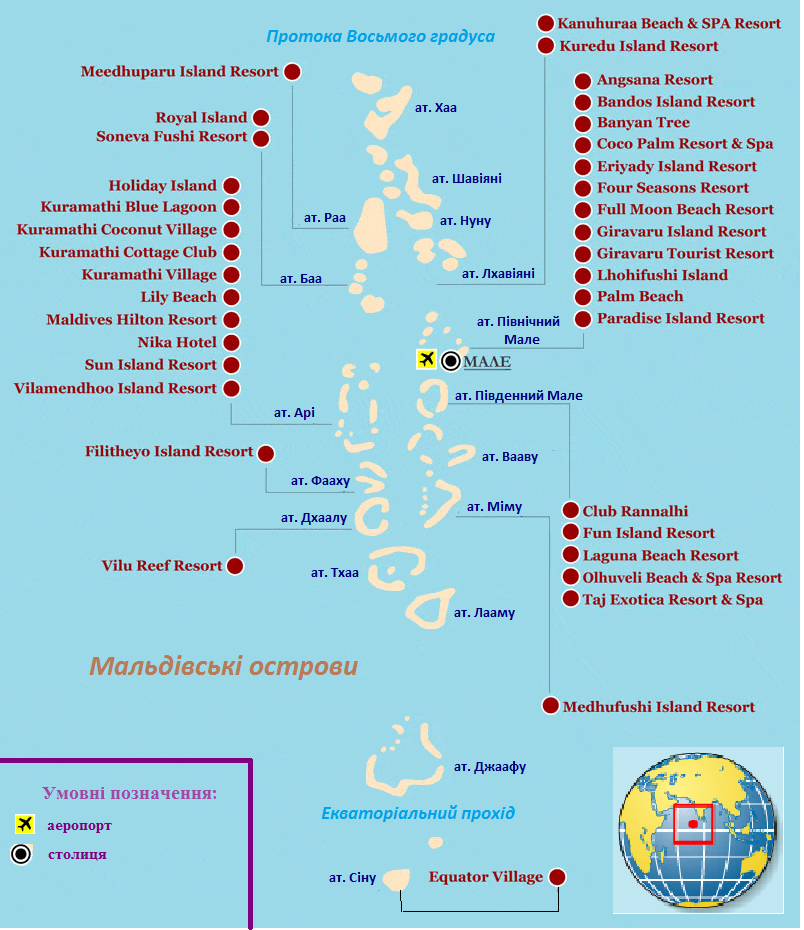 Kanuhuraa Beach & SPA Resort
Протока Восьмого градуса
Kuredu Island Resort
Meedhuparu Island Resort
Angsana Resort
Bandos Island Resort
Banyan Tree
Coco Palm Resort & Spa
Eriyady Island Resort
Four Seasons Resort
Full Moon Beach Resort
Giravaru Island Resort
Giravaru Tourist Resort
Lhohifushi Island
Palm Beach
Paradise Island Resort
Royal Island
Soneva Fushi Resort
Holiday Island
Kuramathi Blue Lagoon
Kuramathi Coconut Village
Kuramathi Cottage Club
Kuramathi Village
Lily Beach
Maldives Hilton Resort
Nika Hotel
Sun Island Resort
Vilamendhoo Island Resort
ат. Хаа
ат. Шавіяні
ат. Раа
ат. Нуну
ат. Баа
ат. Лхавіяні
ат. Північний
Мале
МАЛЕ
ат. Південний Мале
ат. Арі
Filitheyo Island Resort
ат. Вааву
ат. Фааху
ат. Міму
ат. Дхаалу
Club Rannalhi
Fun Island Resort
Laguna Beach Resort
Olhuveli Beach & Spa Resort
Taj Exotica Resort & Spa
Vilu Reef Resort
ат. Тхаа
ат. Лааму
Мальдівські острови
Medhufushi Island Resort
ат. Джаафу
Умовні позначення:
аеропорт
столиця
Екваторіальний прохід
ат. Сіну
Equator Village